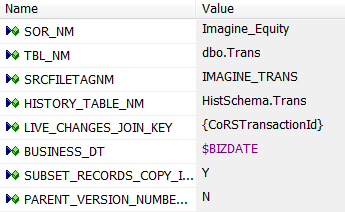 Name Value
SOR_NM Imagine_Equity
TBL_NM dbo.Trans
SRCFILETAGNM IMAGINE_TRANS
HISTORY_TABLE_NM HistSchema.Trans
LIVE_CHANGES_JOIN_KEY {CoRSTransactionId}
BUSINESS_DT $BIZDATE
SUBSET_RECORDS_COPY_I... Y
PARENT_VERSION_NUMBE... N